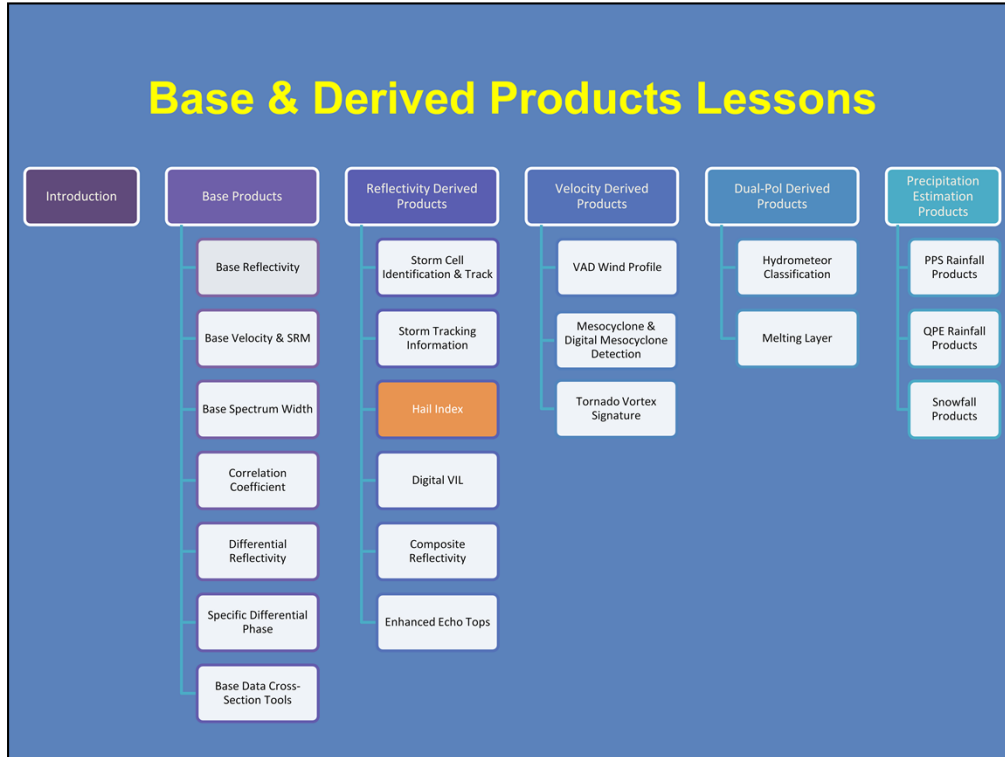 Base & Derived Products Lessons
Introduction
Base Products
Base Reflectivity
Base Velocity & SRM
Base Spectrum Width
Correlation
Coefficient
Differential
Reflectivity
Specific Differential
Phase
Base Data Cross-
Section Tools
Reflectivity Derived
Products
Storm Cell
Identification & Track
Storm Tracking
Information
Hail Index
Digital VIL
Composite
Reflectivity
Enhanced Echo Tops
Velocity Derived
Products
VAD Wind Profile
Mesocyclone &
Digital Mesocyclone
Detection
Tornado Vortex
Signature
Dual-Pol Derived
Products
Hydrometeor
Classification
Melting Layer
Precipitation
Estimation
Products
PPS Rainfall
Products
QPE Rainfall
Products
Snowfall
Products